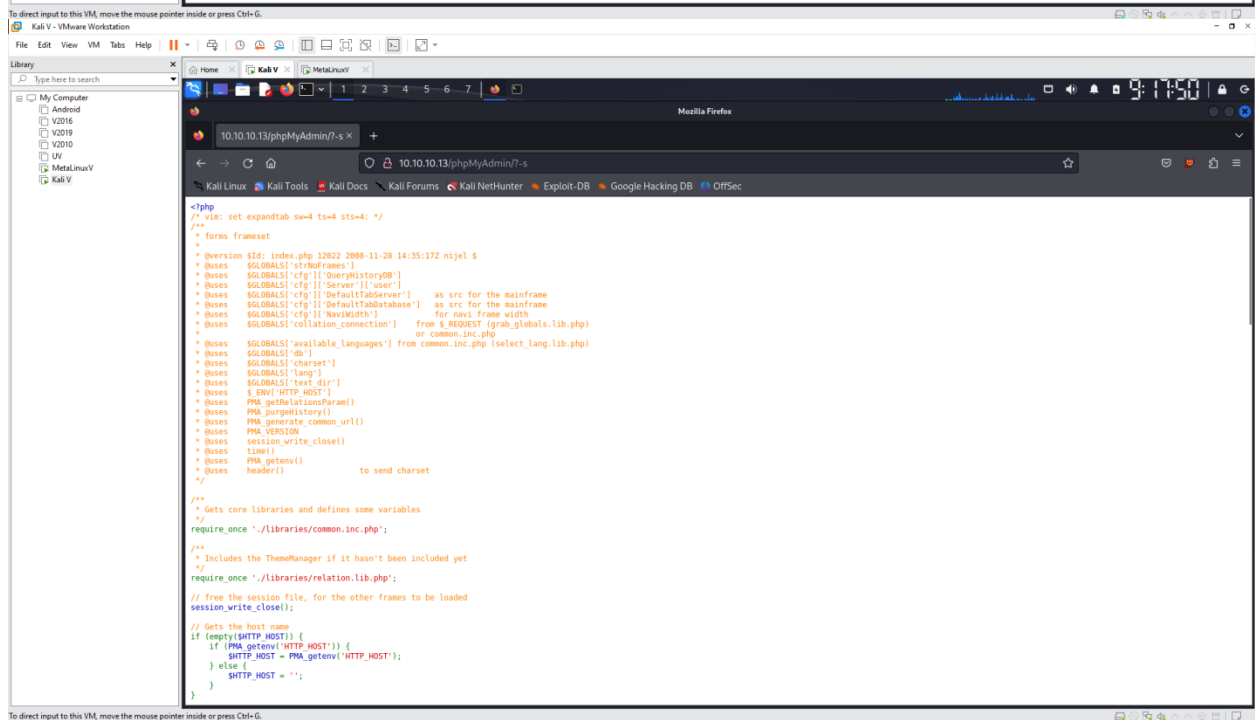 To direct input to this VM, move the mouse pointer inside or press Ctrl+G.
Kali V - VMware Workstation
File Edit View VM Tabs Help
Library
Home
Kali V
MetaLinuxV
Type here to search
My Computer
Android
V2016
V2019
V2010
UV
MetaLinuxV
Kali V
1 2 3 4 5 6 7
9:17:50
Mozilla Firefox
10.10.10.13/phpMyAdmin/?-s
10.10.10.13/phpMyAdmin/?-s
Kali Linux Kali Tools Kali Docs Kali Forums Kali NetHunter Exploit-DB Google Hacking DB OffSec
<?php
/* vim: set expandtab sw=4 ts=4 sts=4: */
/**
 * forms frameset
 *
 * @version $Id: index.php 12022 2008-11-28 14:35:17Z nijel $
 * @uses $GLOBALS['strNoFrames']
 * @uses $GLOBALS['cfg']['QueryHistoryDB']
 * @uses $GLOBALS['cfg']['Server']['user']
 * @uses $GLOBALS['cfg']['DefaultTabServer'] as src for the mainframe
 * @uses $GLOBALS['cfg']['DefaultTabDatabase'] as src for the mainframe
 * @uses $GLOBALS['cfg']['NaviWidth'] for navi frame width
 * @uses $GLOBALS['collation_connection'] from $_REQUEST (grab_globals.lib.php)
 * or common.inc.php
 * @uses $GLOBALS['available_languages'] from common.inc.php (select_lang.lib.php)
 * @uses $GLOBALS['db']
 * @uses $GLOBALS['charset']
 * @uses $GLOBALS['lang']
 * @uses $GLOBALS['text_dir']
 * @uses $_ENV['HTTP_HOST']
 * @uses PMA_getRelationsParam()
 * @uses PMA_purgeHistory()
 * @uses PMA_generate_common_url()
 * @uses PMA_VERSION
 * @uses session_write_close()
 * @uses time()
 * @uses PMA_getenv()
 * @uses header() to send charset
 */
/**
 * Gets core libraries and defines some variables
 */
require_once './libraries/common.inc.php';
/**
 * Includes the ThemeManager if it hasn't been included yet
 */
require_once './libraries/relation.lib.php';
// free the session file, for the other frames to be loaded
session_write_close();
// Gets the host name
if (empty($HTTP_HOST)) {
    if (PMA_getenv('HTTP_HOST')) {
        $HTTP_HOST = PMA_getenv('HTTP_HOST');
    } else {
        $HTTP_HOST = '';
    }
}
To direct input to this VM, move the mouse pointer inside or press Ctrl+G.